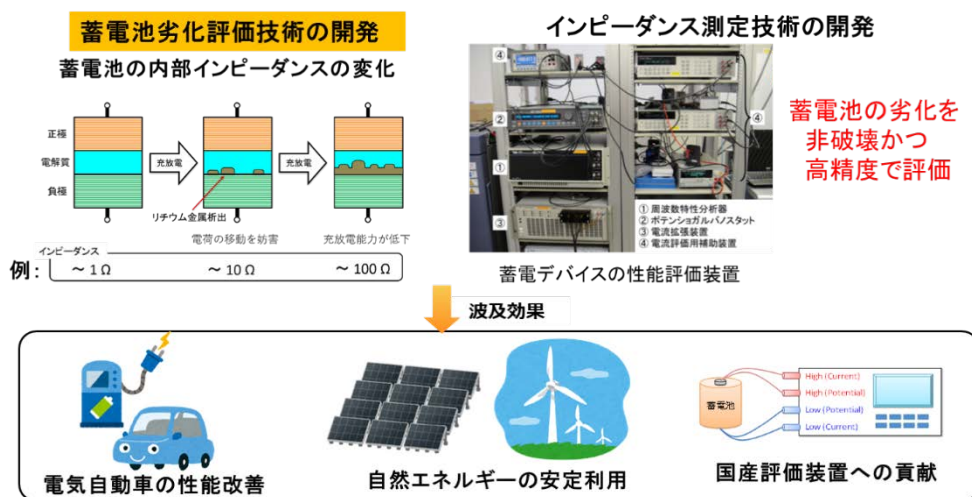 蓄電池劣化評価技術の開発
蓄電池の内部インピーダンスの変化
正極
電解質
負極
充放電
充放電
リチウム金属析出
電荷の移動を妨害
充放電能力が低下
インピーダンス
例：
～ 1 Ω
～ 10 Ω
～ 100 Ω
インピーダンス測定技術の開発
④
②
①
③
④
① 周波数特性分析器
② ポテンショガルバノスタット
③ 電流拡張装置
④ 電流評価用補助装置
蓄電デバイスの性能評価装置
蓄電池の劣化を
非破壊かつ
高精度で評価
波及効果
電気自動車の性能改善
自然エネルギーの安定利用
蓄電池
High (Current)
High (Potential)
Low (Potential)
Low (Current)
国産評価装置への貢献